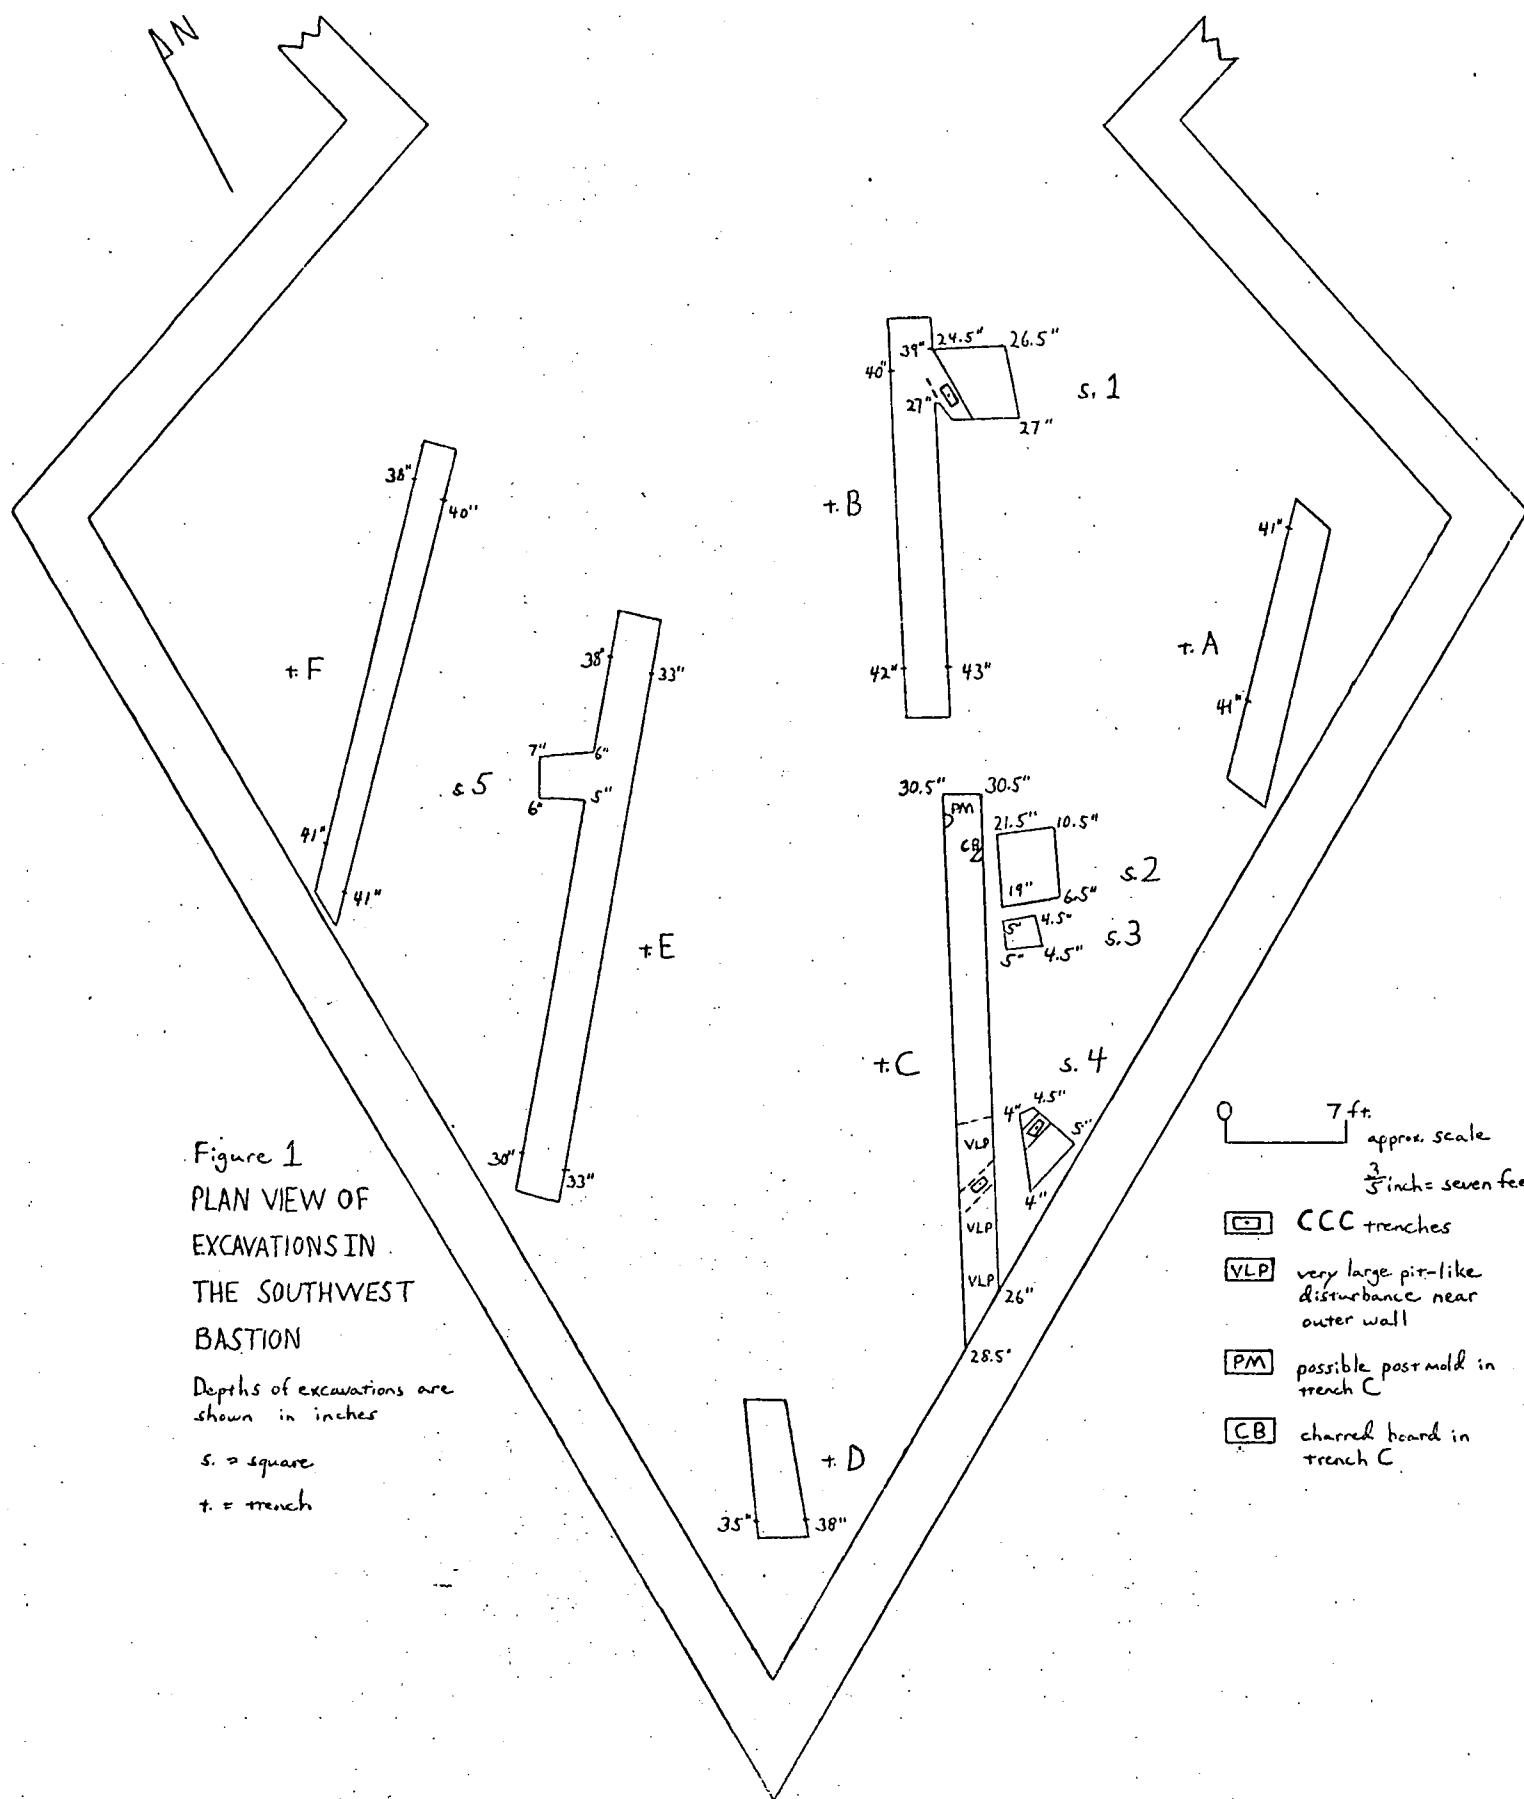 N
24.5"
26.5"
39"
40"
27"
27"
s. 1
38"
40"
t. B
41"
t. F
38"
33"
42"
43"
t. A
41"
7"
6"
s 5
6"
5"
30.5"
30.5"
PM
21.5"
10.5"
CB
41"
19"
6.5"
s. 2
41"
5"
4.5"
s. 3
5"
4.5"
t. E
t. C
s. 4
4"
4.5"
5"
VLP
4"
VLP
VLP
26"
28.5"
30"
33"
0 7 ft.
approx. scale
3/5 inch = seven fee
CCC trenches
VLP very large pit-like
disturbance near
outer wall
PM possible post mold in
trench C
CB charred board in
trench C
Figure 1
PLAN VIEW OF
EXCAVATIONS IN
THE SOUTHWEST
BASTION
Depths of excavations are
shown in inches
s. = square
t. = trench
t. D
35"
38"